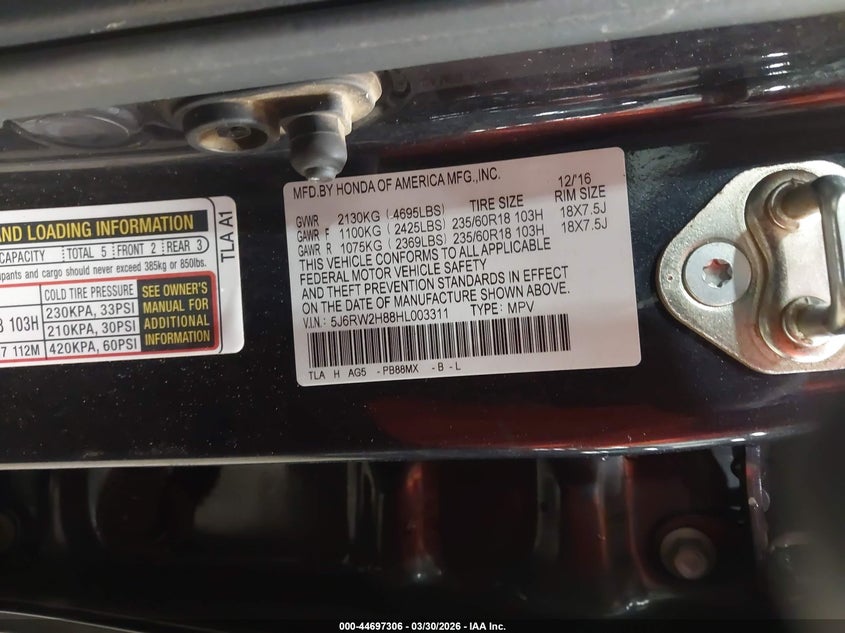 AND LOADING INFORMATION
CAPACITY TOTAL 5 FRONT 2 REAR 3
upants and cargo should never exceed 385kg or 850lbs.
COLD TIRE PRESSURE
8 103H 230KPA, 33PSI
210KPA, 30PSI
7 112M 420KPA, 60PSI
SEE OWNER'S
MANUAL FOR
ADDITIONAL
INFORMATION
TLA A1
MFD.BY HONDA OF AMERICA MFG.,INC. 12/'16
TIRE SIZE RIM SIZE
GVWR 2130KG (4695LBS)
GAWR F 1100KG (2425LBS) 235/60R18 103H 18X7.5J
GAWR R 1075KG (2369LBS) 235/60R18 103H 18X7.5J
THIS VEHICLE CONFORMS TO ALL APPLICABLE
FEDERAL MOTOR VEHICLE SAFETY
AND THEFT PREVENTION STANDARDS IN EFFECT
ON THE DATE OF MANUFACTURE SHOWN ABOVE.
V.I.N.: 5J6RW2H88HL003311 TYPE: MPV
TLA H AG5 -PB88MX -B -L
000-44697306 - 03/30/2026 - IAA Inc.